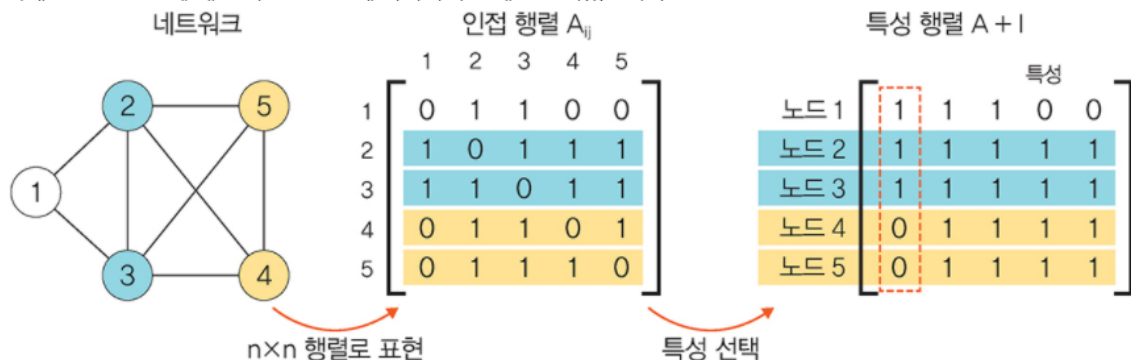 네트워크
인접 행렬 Aij
특성 행렬 A + I
1 2 3 4 5
특성
2 5
1
3 4
1 0 1 1 0 0
2 1 0 1 1 1
3 1 1 0 1 1
4 0 1 1 0 1
5 0 1 1 1 0
노드 1 1 1 1 0 0
노드 2 1 1 1 1 1
노드 3 1 1 1 1 1
노드 4 0 1 1 1 1
노드 5 0 1 1 1 1
n×n 행렬로 표현
특성 선택